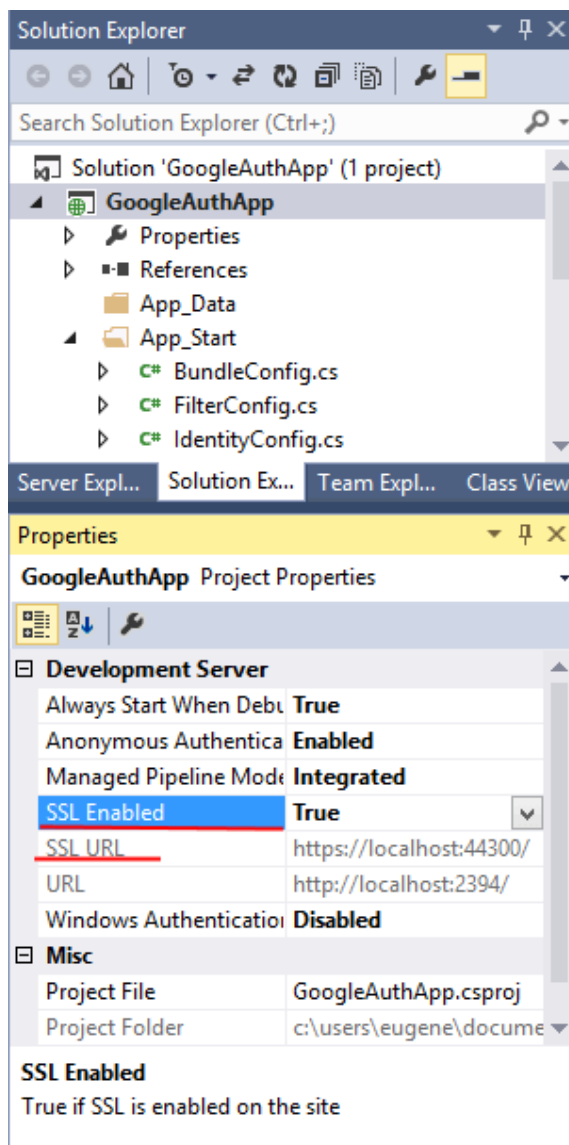 Solution Explorer
Search Solution Explorer (Ctrl+;)
Solution 'GoogleAuthApp' (1 project)
GoogleAuthApp
Properties
References
App_Data
App_Start
C# BundleConfig.cs
C# FilterConfig.cs
C# IdentityConfig.cs
Server Expl... Solution Ex... Team Expl... Class View
Properties
GoogleAuthApp Project Properties
Development Server
Always Start When Debu True
Anonymous Authentica Enabled
Managed Pipeline Mode Integrated
SSL Enabled True
SSL URL https://localhost:44300/
URL http://localhost:2394/
Windows Authentication Disabled
Misc
Project File GoogleAuthApp.csproj
Project Folder c:\users\eugene\docume
SSL Enabled
True if SSL is enabled on the site